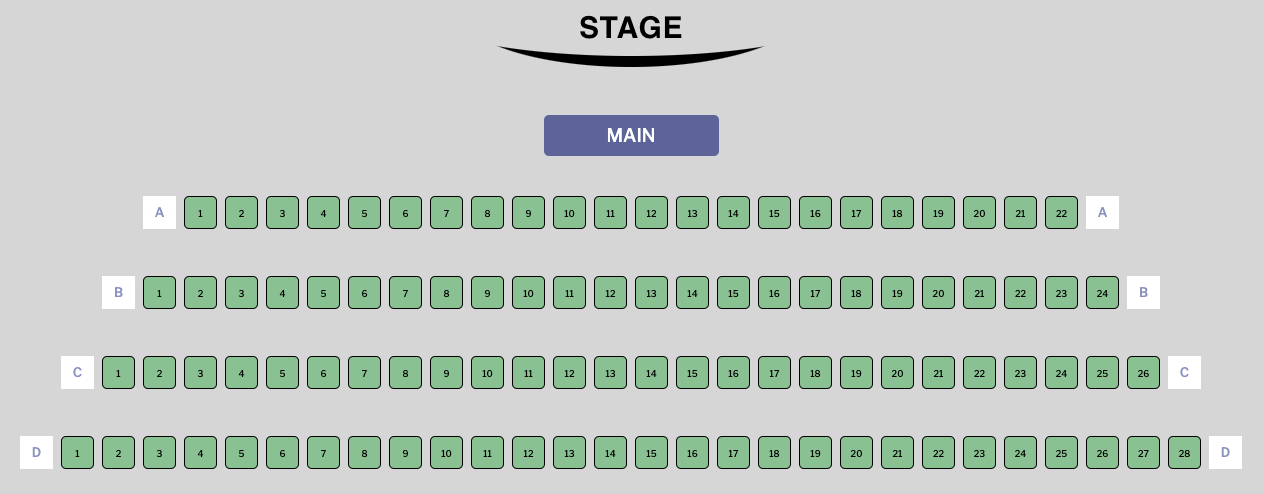 STAGE
MAIN
A 1 2 3 4 5 6 7 8 9 10 11 12 13 14 15 16 17 18 19 20 21 22 A
B 1 2 3 4 5 6 7 8 9 10 11 12 13 14 15 16 17 18 19 20 21 22 23 24 B
C 1 2 3 4 5 6 7 8 9 10 11 12 13 14 15 16 17 18 19 20 21 22 23 24 25 26 C
D 1 2 3 4 5 6 7 8 9 10 11 12 13 14 15 16 17 18 19 20 21 22 23 24 25 26 27 28 D